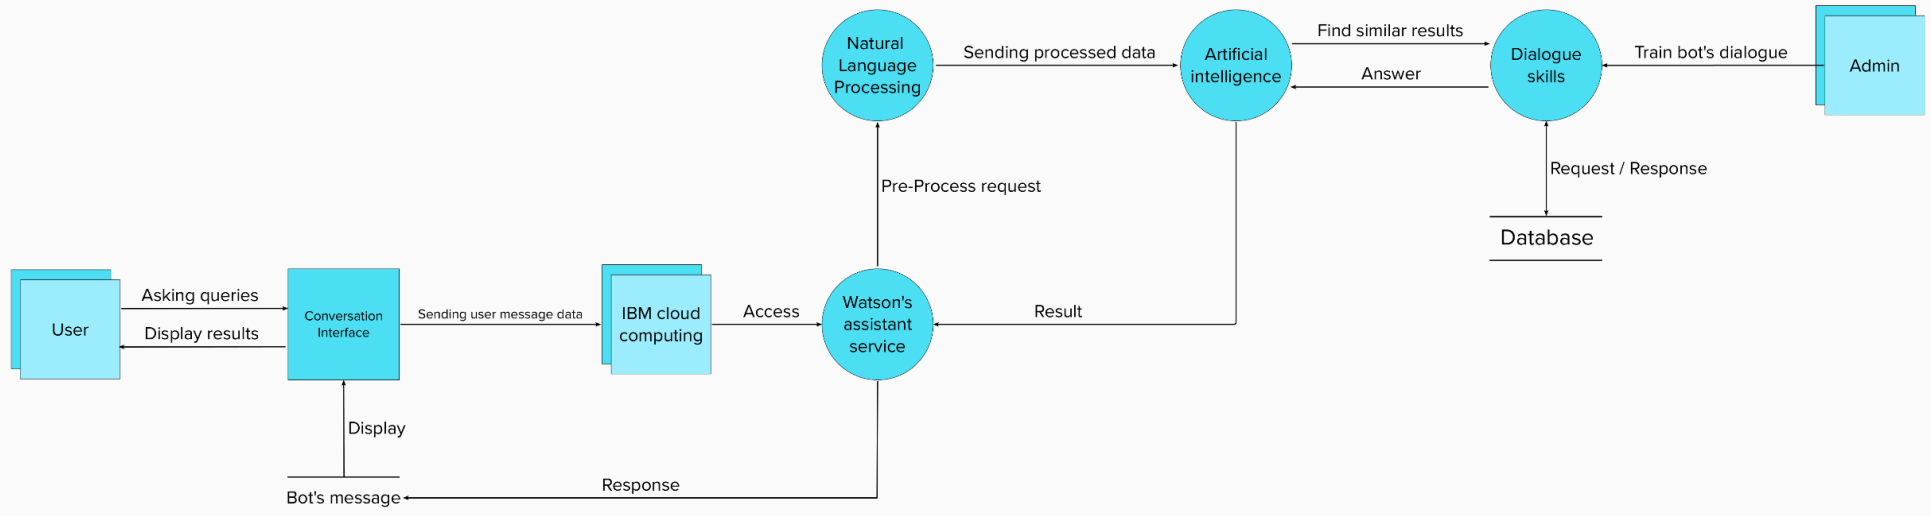 Natural
Language
Processing
Sending processed data
Artificial
intelligence
Find similar results
Answer
Dialogue
skills
Train bot's dialogue
Admin
Pre-Process request
Request / Response
Database
User
Asking queries
Display results
Conversation
Interface
Sending user message data
IBM cloud
computing
Access
Watson's
assistant
service
Result
Display
Bot's message
Response